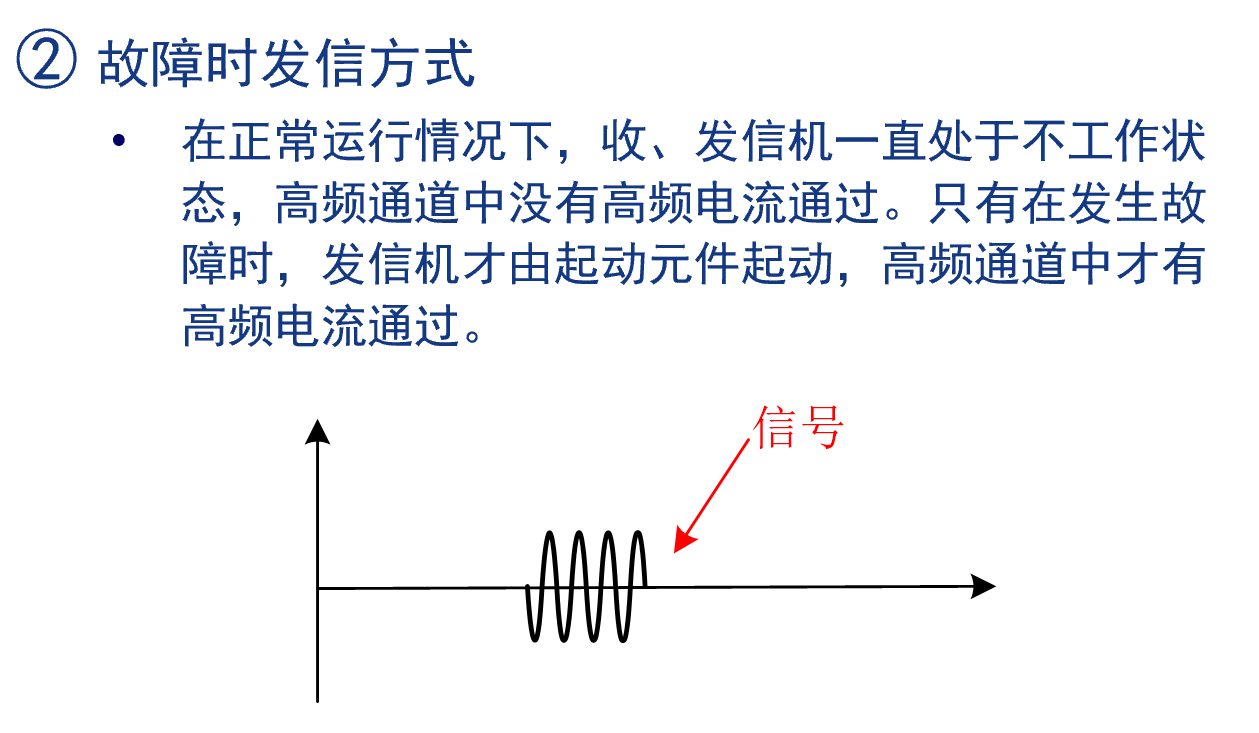 ② 故障时发信方式
• 在正常运行情况下，收、发信机一直处于不工作状
态，高频通道中没有高频电流通过。只有在发生故
障时，发信机才由起动元件起动，高频通道中才有
高频电流通过。
信号